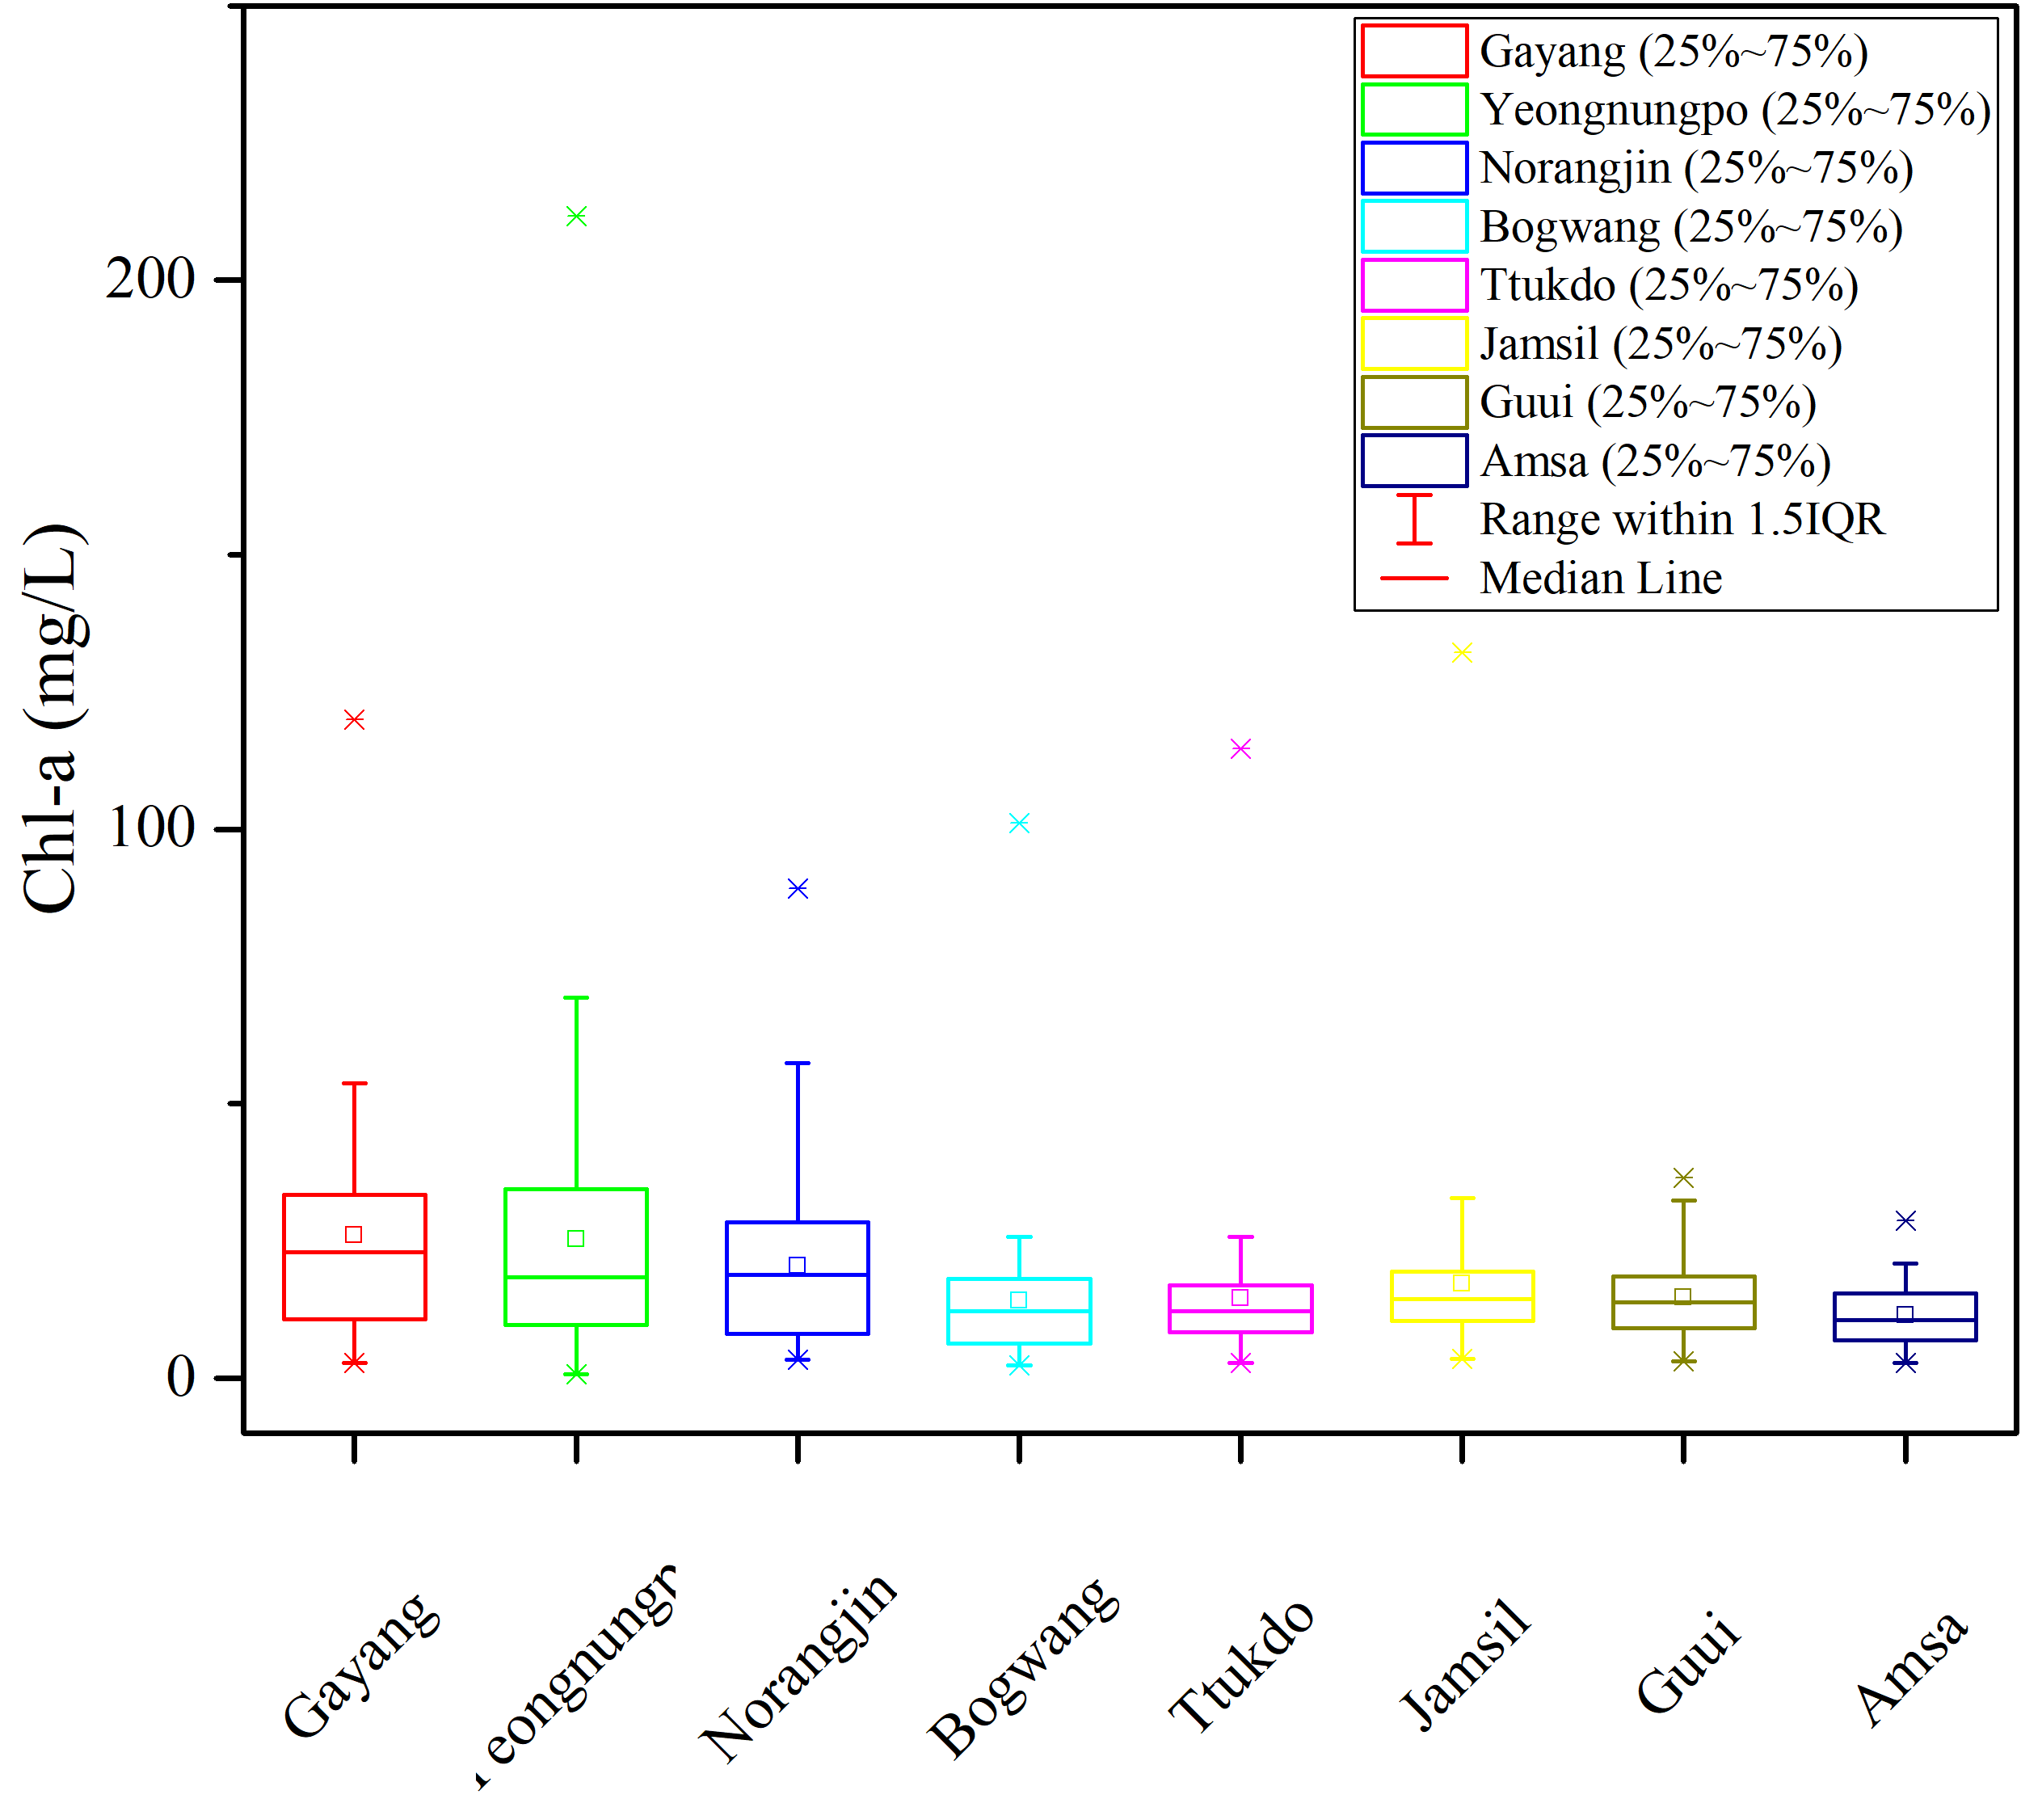 Gayang (25%~75%)
Yeongnungpo (25%~75%)
Norangjin (25%~75%)
Bogwang (25%~75%)
Ttukdo (25%~75%)
Jamsil (25%~75%)
Guui (25%~75%)
Amsa (25%~75%)
Range within 1.5IQR
Median Line
Chl-a (mg/L)
200
100
0
Gayang
Norangjin
Bogwang
Ttukdo
Jamsil
Guui
Amsa